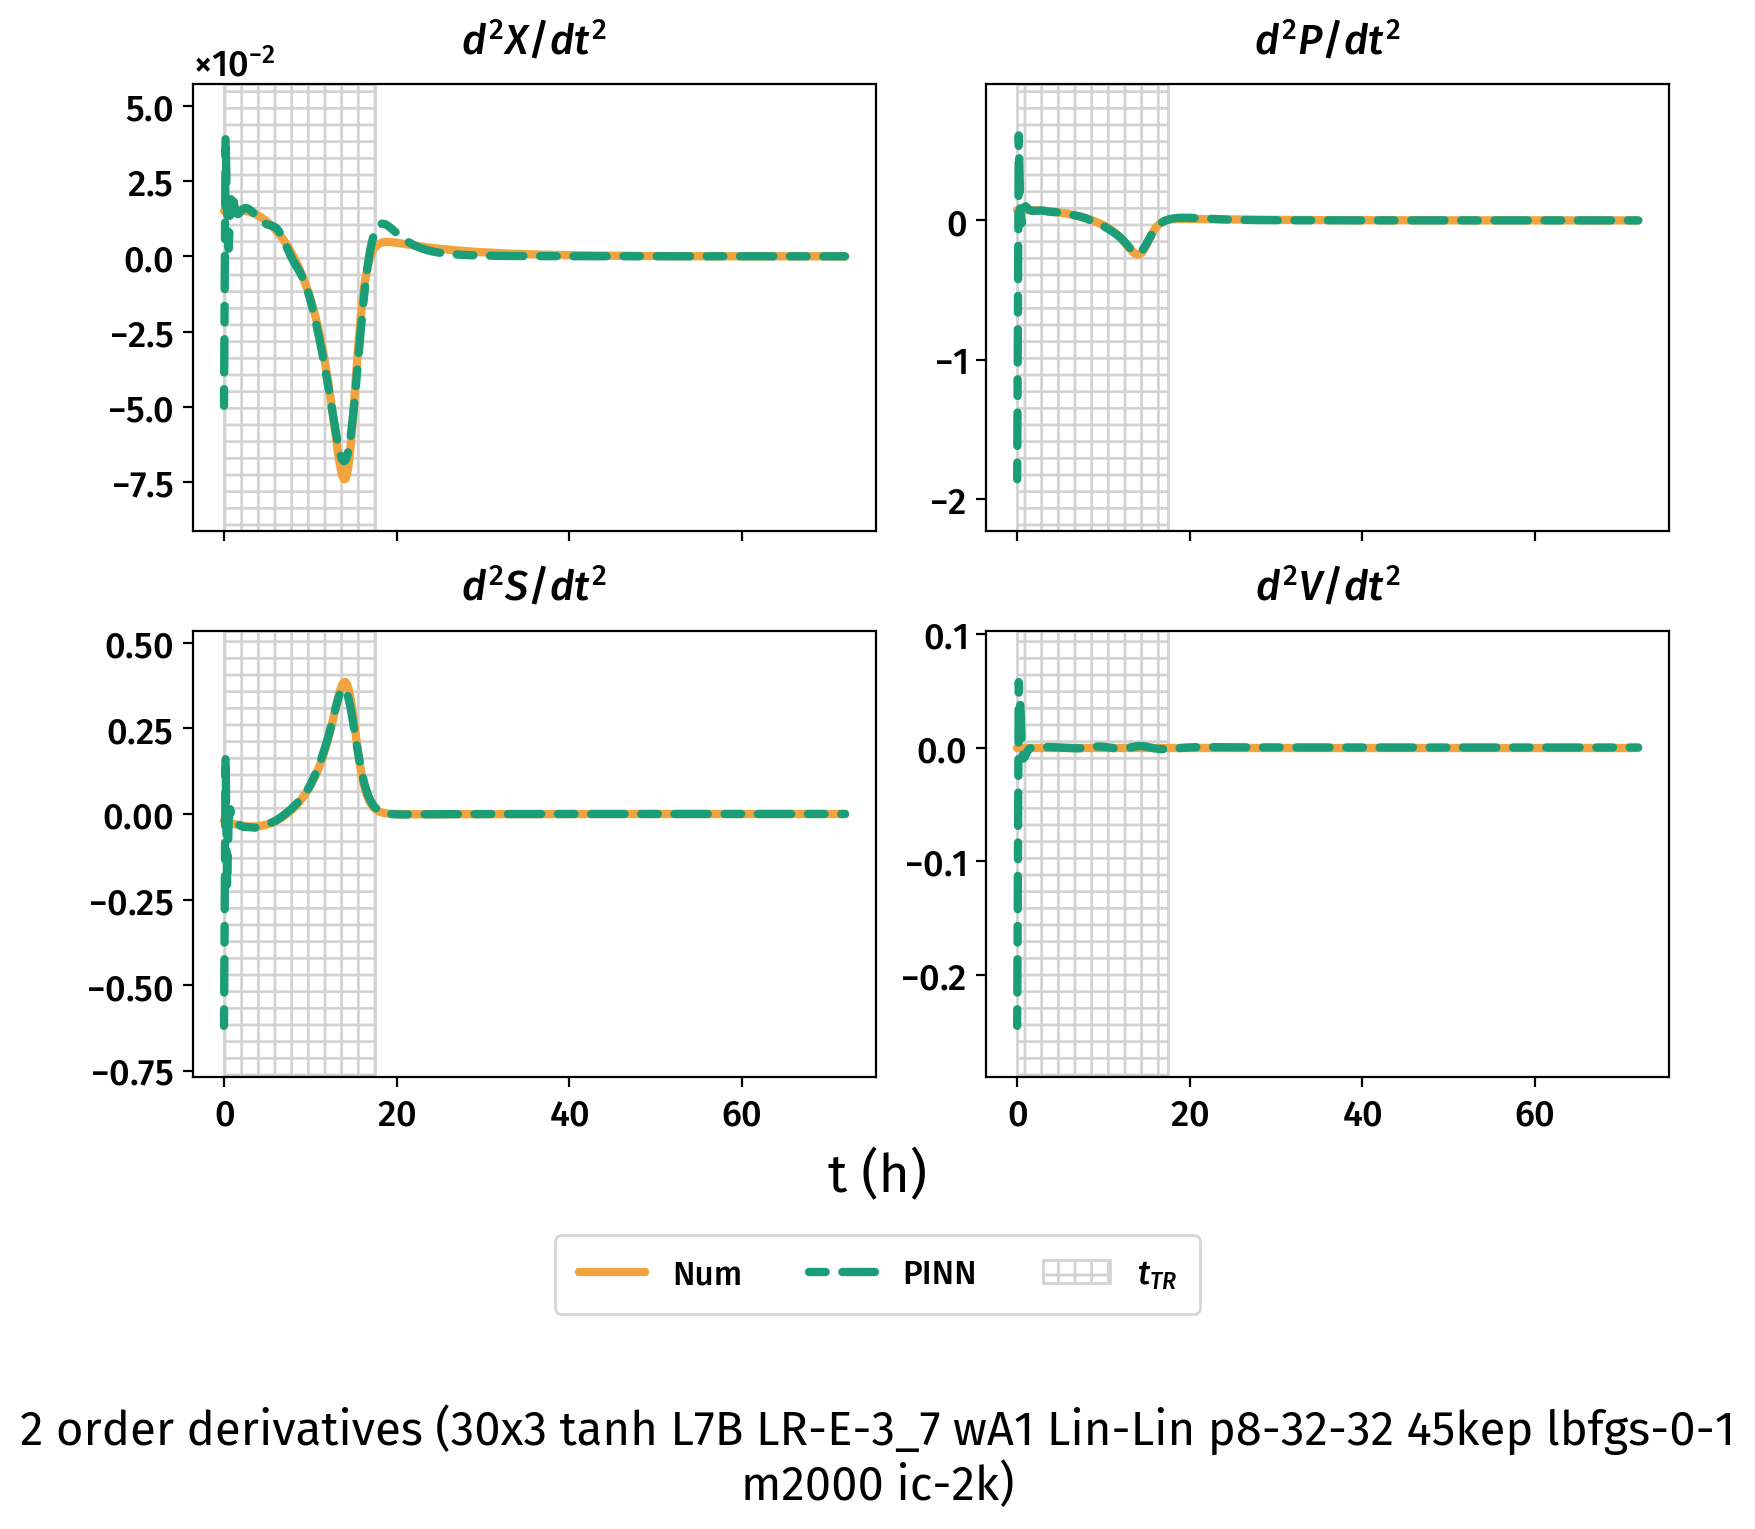 d²X/dt²
d²P/dt²
×10⁻²
5.0
2.5
0.0
−2.5
−5.0
−7.5
0
−1
−2
d²S/dt²
d²V/dt²
0.50
0.25
0.00
−0.25
−0.50
−0.75
0.1
0.0
−0.1
−0.2
0 20 40 60
0 20 40 60
t (h)
Num PINN t_TR
2 order derivatives (30x3 tanh L7B LR-E-3_7 wA1 Lin-Lin p8-32-32 45kep lbfgs-0-1
m2000 ic-2k)